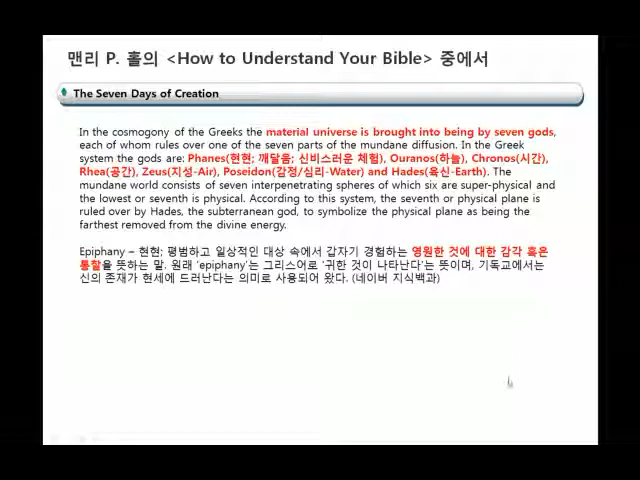 맨리 P. 홀의 <How to Understand Your Bible> 중에서
The Seven Days of Creation
In the cosmogony of the Greeks the material universe is brought into being by seven gods,
each of whom rules over one of the seven parts of the mundane diffusion. In the Greek
system the gods are: Phanes(현현; 깨달음; 신비스러운 체험), Ouranos(하늘), Chronos(시간),
Rhea(공간), Zeus(지성-Air), Poseidon(감정/심리-Water) and Hades(육신-Earth). The
mundane world consists of seven interpenetrating spheres of which six are super-physical and
the lowest or seventh is physical. According to this system, the seventh or physical plane is
ruled over by Hades, the subterranean god, to symbolize the physical plane as being the
farthest removed from the divine energy.
Epiphany – 현현; 평범하고 일상적인 대상 속에서 갑자기 경험하는 영원한 것에 대한 감각 혹은
통찰을 뜻하는 말. 원래 'epiphany'는 그리스어로 '귀한 것이 나타난다'는 뜻이며, 기독교에서는
신의 존재가 현세에 드러난다는 의미로 사용되어 왔다. (네이버 지식백과)